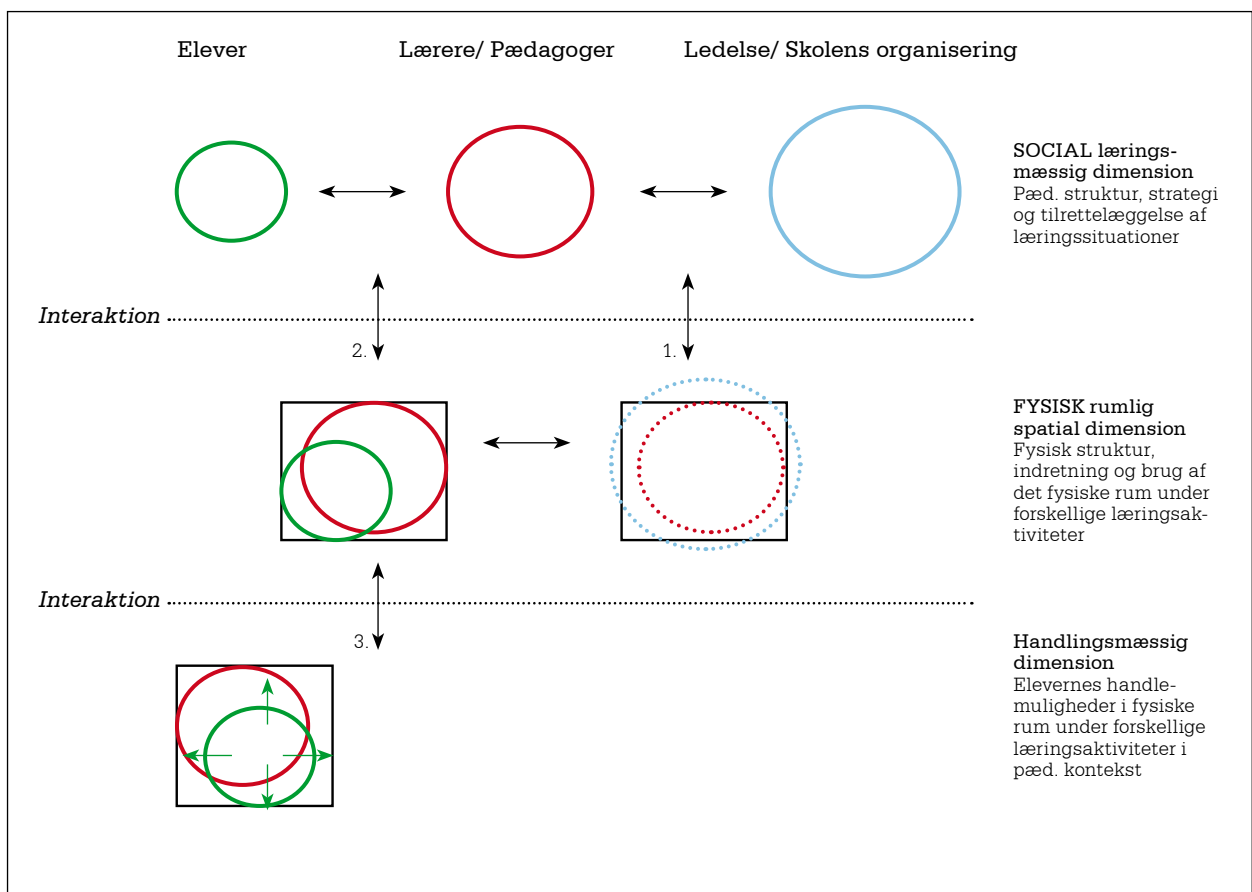 Elever
Lærere/ Pædagoger
Ledelse/ Skolens organisering
SOCIAL lærings-
mæssig dimension
Pæd. struktur, strategi
og tilrettelæggelse af
læringssituationer
Interaktion
2.
1.
FYSISK rumlig
spatial dimension
Fysisk struktur,
indretning og brug af
det fysiske rum under
forskellige læringsak-
tiviteter
Interaktion
3.
Handlingsmæssig
dimension
Elevernes handle-
muligheder i fysiske
rum under forskellige
læringsaktiviteter i
pæd. kontekst